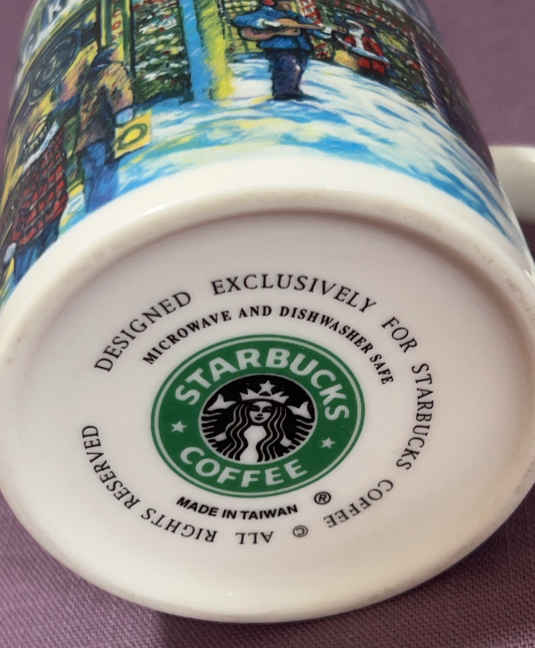 DESIGNED EXCLUSIVELY FOR STARBUCKS COFFEE
MICROWAVE AND DISHWASHER SAFE
STARBUCKS
COFFEE
MADE IN TAIWAN ®
© ALL RIGHTS RESERVED